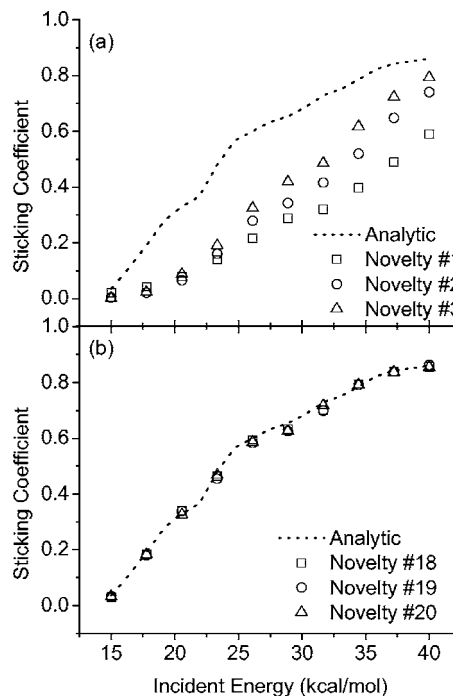 1.0
(a)
0.8
0.6
0.4
0.2
0.0
Sticking Coefficient
Analytic
Novelty #1
Novelty #2
Novelty #3
1.0
(b)
0.8
0.6
0.4
0.2
0.0
Sticking Coefficient
Analytic
Novelty #18
Novelty #19
Novelty #20
15 20 25 30 35 40
Incident Energy (kcal/mol)